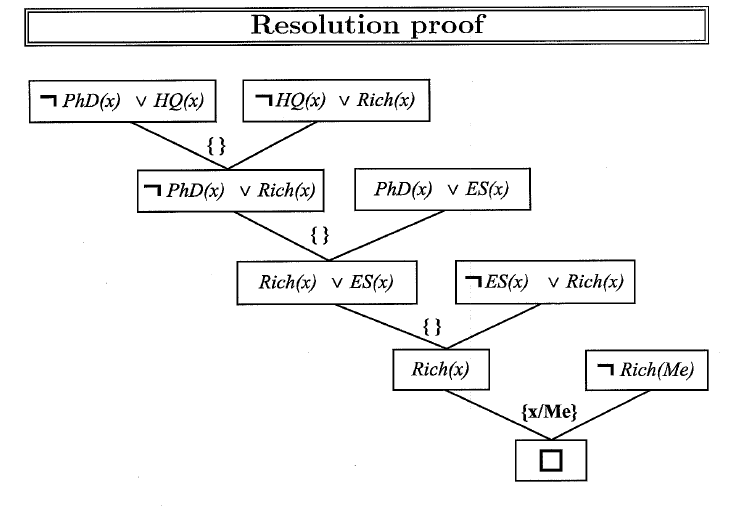 Resolution proof
¬ PhD(x) ∨ HQ(x)
¬HQ(x) ∨ Rich(x)
{ }
¬ PhD(x) ∨ Rich(x)
PhD(x) ∨ ES(x)
{ }
Rich(x) ∨ ES(x)
¬ES(x) ∨ Rich(x)
{ }
Rich(x)
¬ Rich(Me)
{x/Me}
□